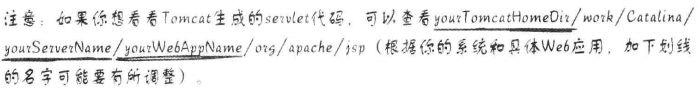 注意：如果你想看看Tomcat生成的servlet代码，可以查看yourTomcatHomeDir/work/Catalina/
yourServerName/yourWebAppName/org/apache/jsp（根据你的系统和具体Web应用，加下划线
的名字可能要有所调整）。